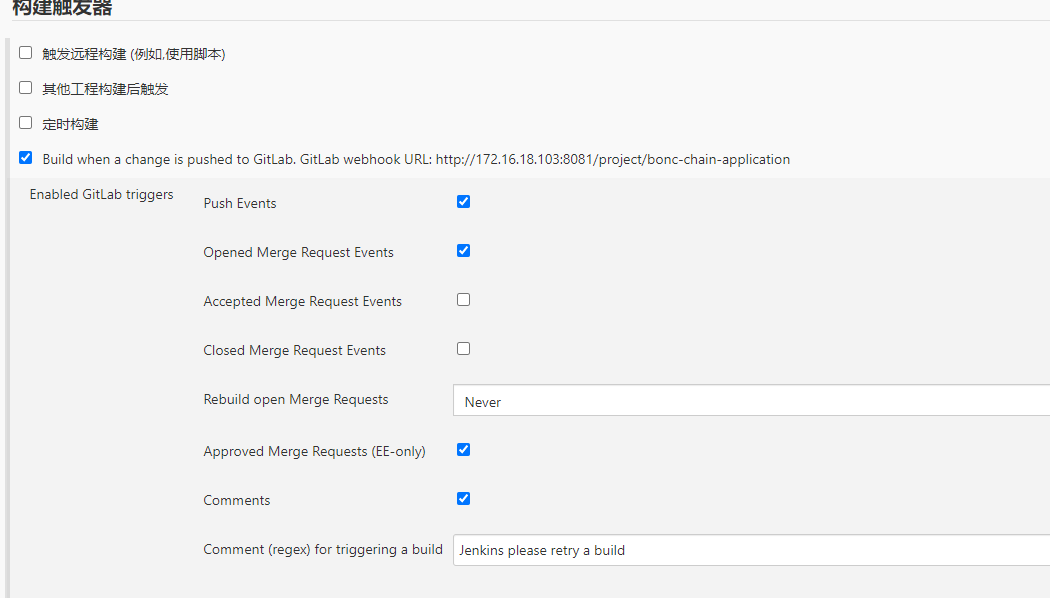 构建触发器
触发远程构建 (例如,使用脚本)
其他工程构建后触发
定时构建
Build when a change is pushed to GitLab. GitLab webhook URL: http://172.16.18.103:8081/project/bonc-chain-application
Enabled GitLab triggers
Push Events
Opened Merge Request Events
Accepted Merge Request Events
Closed Merge Request Events
Rebuild open Merge Requests
Never
Approved Merge Requests (EE-only)
Comments
Comment (regex) for triggering a build
Jenkins please retry a build